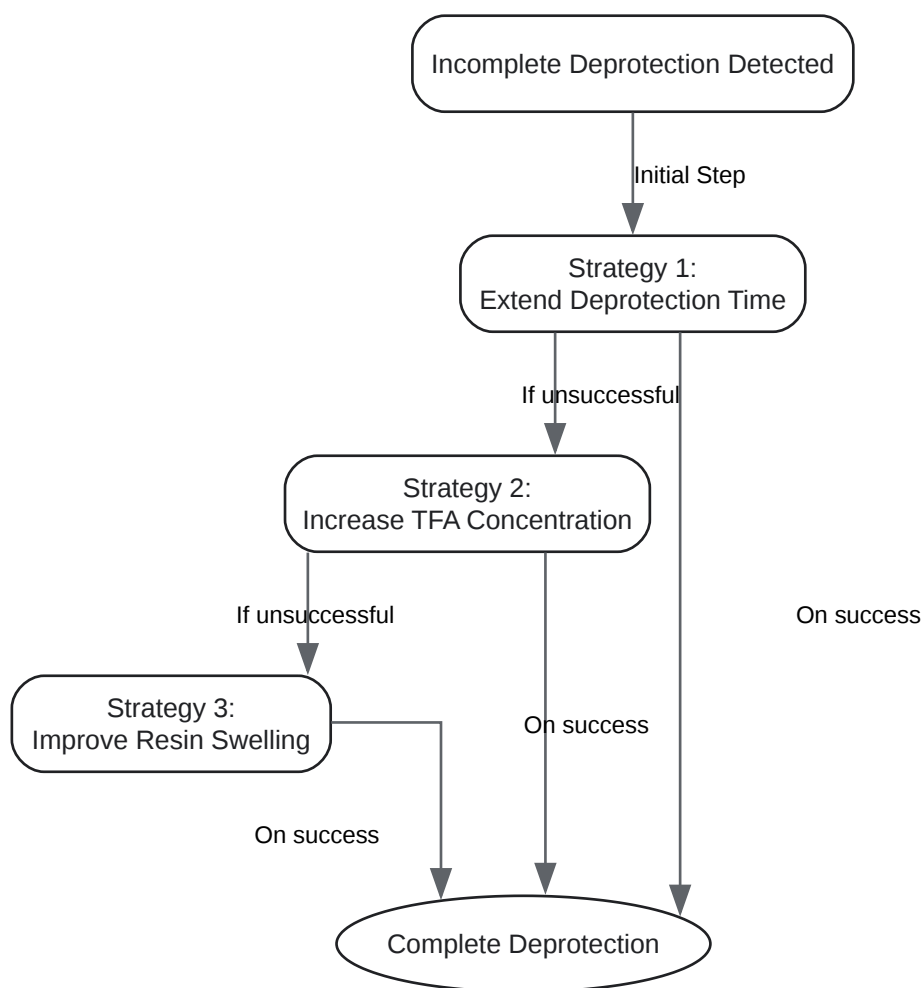 Incomplete Deprotection Detected
Initial Step
Strategy 1:
Extend Deprotection Time
If unsuccessful
Strategy 2:
Increase TFA Concentration
If unsuccessful
On success
Strategy 3:
Improve Resin Swelling
On success
On success
Complete Deprotection